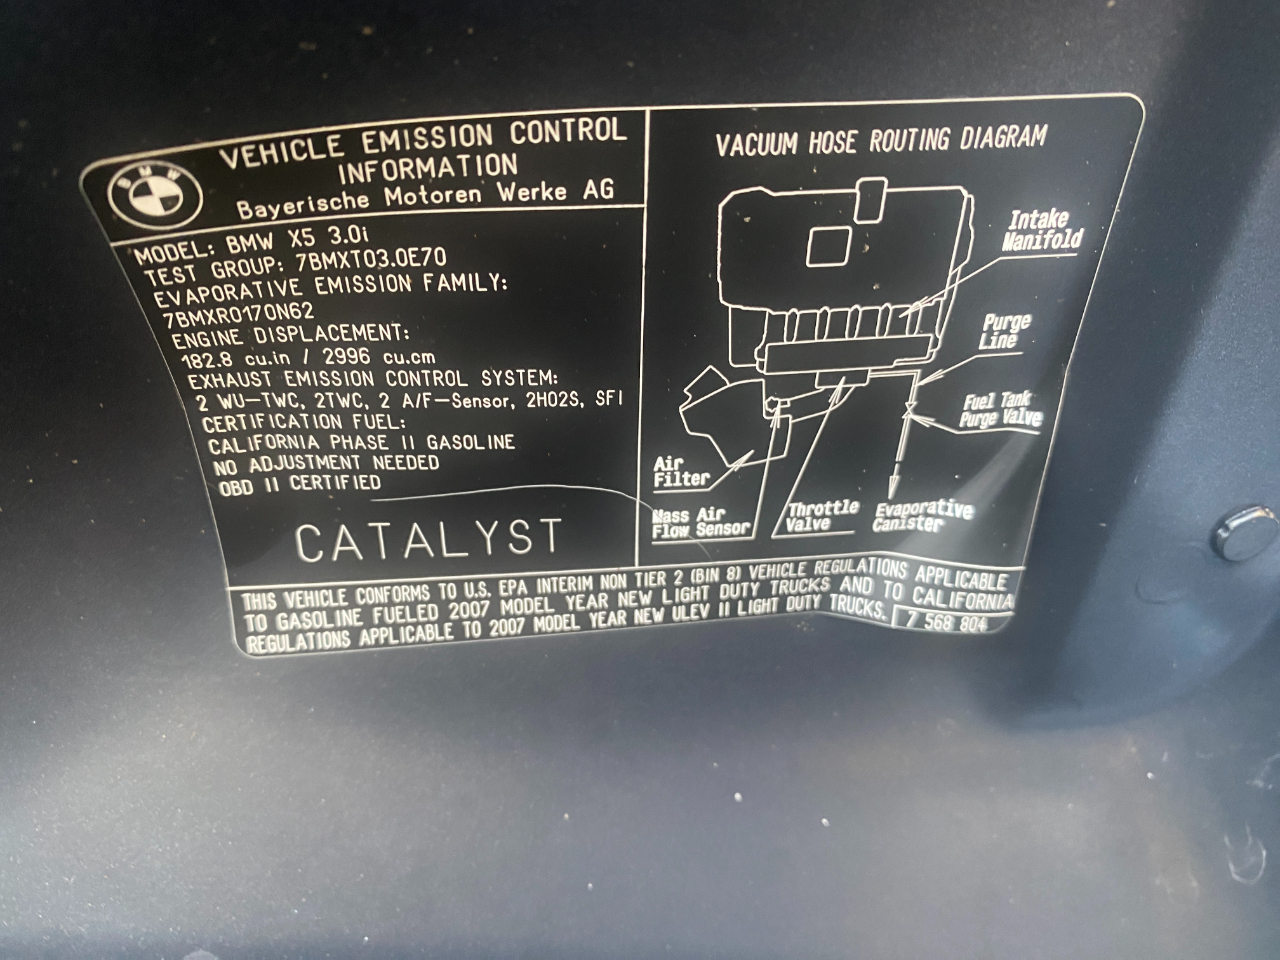 BMW
VEHICLE EMISSION CONTROL
INFORMATION
Bayerische Motoren Werke AG
MODEL: BMW X5 3.0i
TEST GROUP: 7BMXT03.0E70
EVAPORATIVE EMISSION FAMILY:
7BMXR0170N62
ENGINE DISPLACEMENT:
182.8 cu.in / 2996 cu.cm
EXHAUST EMISSION CONTROL SYSTEM:
2 WU-TWC, 2TWC, 2 A/F-Sensor, 2HO2S, SFI
CERTIFICATION FUEL:
CALIFORNIA PHASE II GASOLINE
NO ADJUSTMENT NEEDED
OBD II CERTIFIED
CATALYST
VACUUM HOSE ROUTING DIAGRAM
Intake
Manifold
Purge
Line
Fuel Tank
Purge Valve
Air
Filter
Mass Air
Flow Sensor
Throttle
Valve
Evaporative
Canister
THIS VEHICLE CONFORMS TO U.S. EPA INTERIM NON TIER 2 (BIN 8) VEHICLE REGULATIONS APPLICABLE
TO GASOLINE FUELED 2007 MODEL YEAR NEW LIGHT DUTY TRUCKS AND TO CALIFORNIA
REGULATIONS APPLICABLE TO 2007 MODEL YEAR NEW ULEV II LIGHT DUTY TRUCKS.
7 568 804